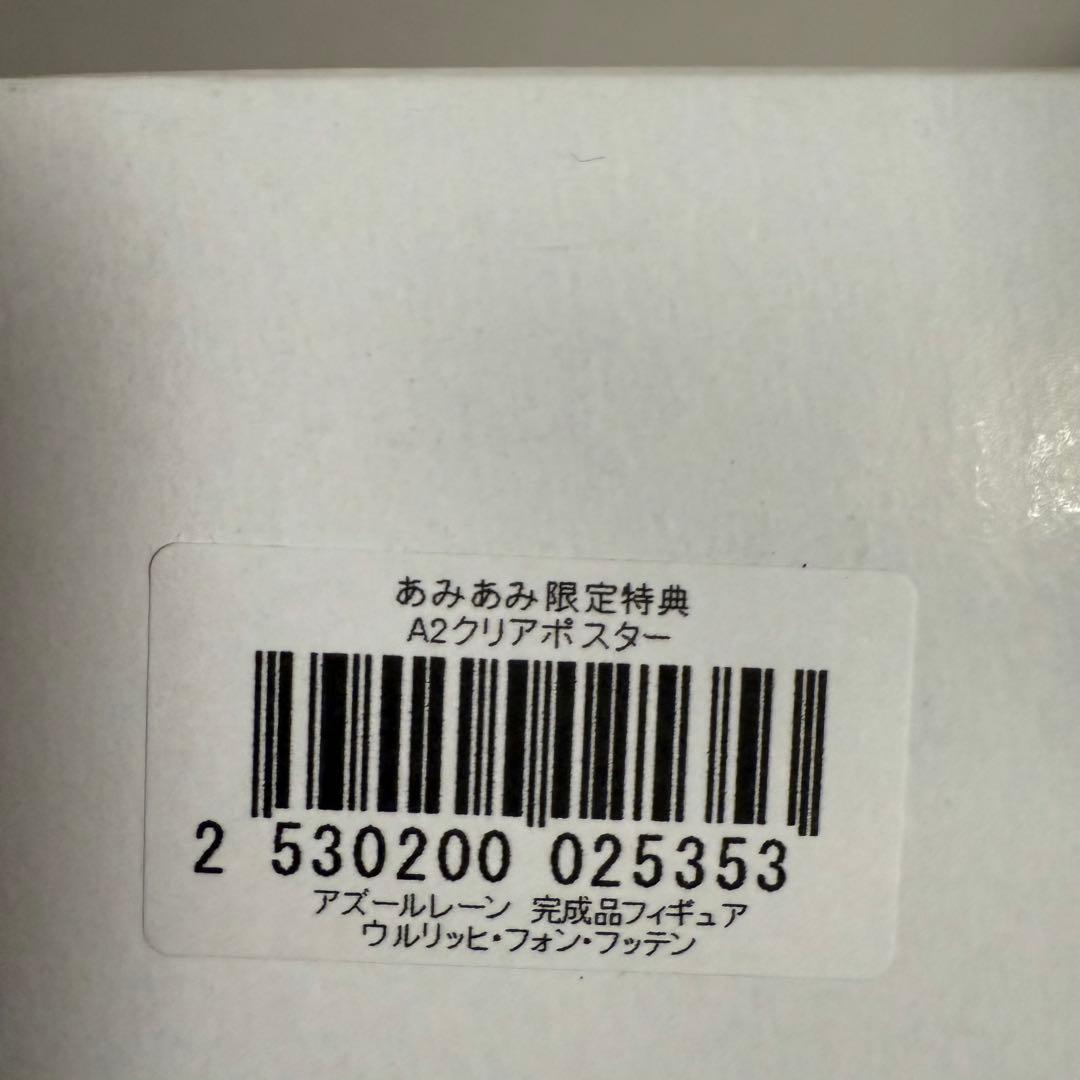 あみあみ限定特典
A2クリアポスター
2 530200 025353
アズールレーン 完成品フィギュア
ウルリッヒ・フォン・フッテン